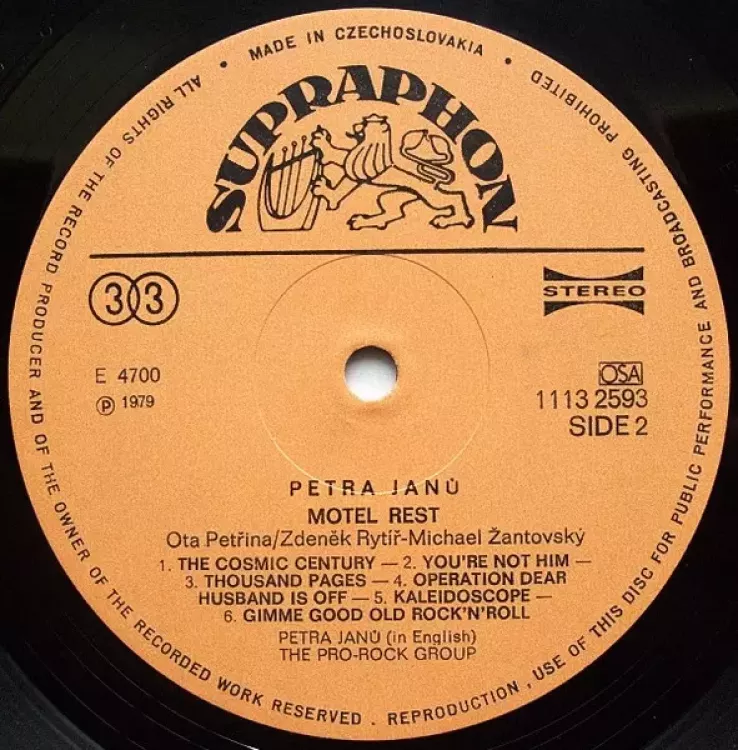 MADE IN CZECHOSLOVAKIA
ALL RIGHTS OF THE RECORD PRODUCER AND OF THE OWNER OF THE RECORDED WORK RESERVED . REPRODUCTION, USE OF THIS DISC FOR PUBLIC PERFORMANCE AND BROADCASTING PROHIBITED
SUPRAPHON
33
STEREO
E 4700
℗ 1979
OSA
1113 2593
SIDE 2
PETRA JANŮ
MOTEL REST
Ota Petřina/Zdeněk Rytíř-Michael Žantovský
1. THE COSMIC CENTURY — 2. YOU'RE NOT HIM —
3. THOUSAND PAGES — 4. OPERATION DEAR
HUSBAND IS OFF — 5. KALEIDOSCOPE —
6. GIMME GOOD OLD ROCK'N'ROLL
PETRA JANŮ (in English)
THE PRO-ROCK GROUP